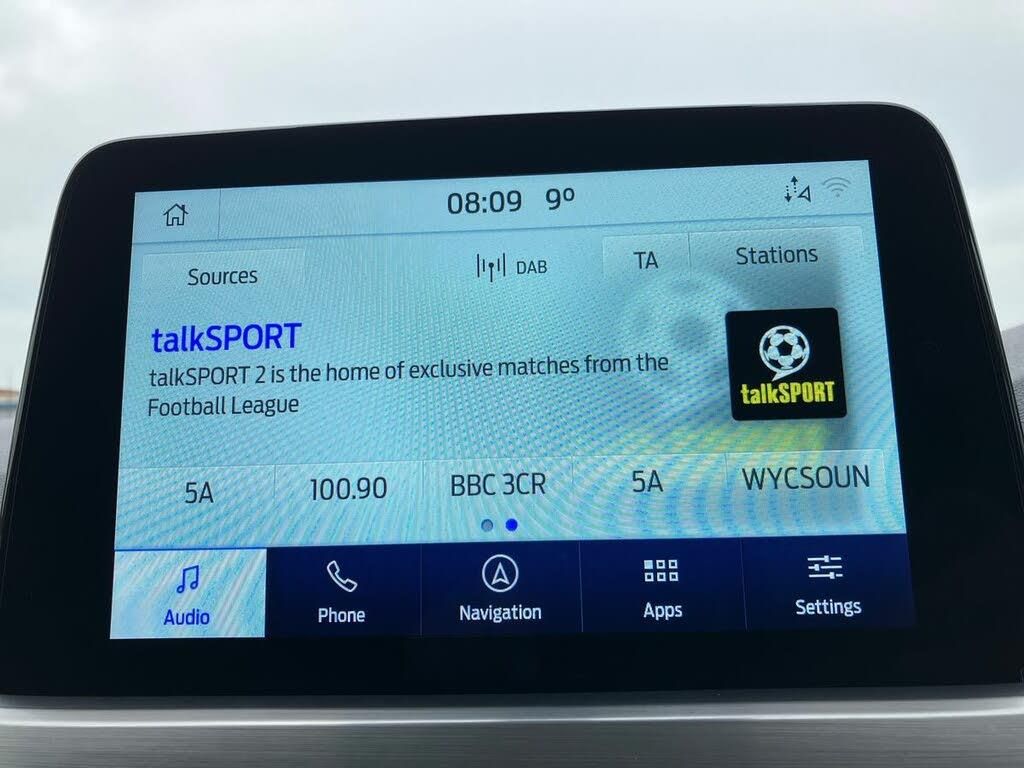 08:09 9º
Sources
DAB
TA
Stations
talkSPORT
talkSPORT 2 is the home of exclusive matches from the
Football League
talkSPORT
5A
100.90
BBC 3CR
5A
WYCSOUN
Audio
Phone
Navigation
Apps
Settings